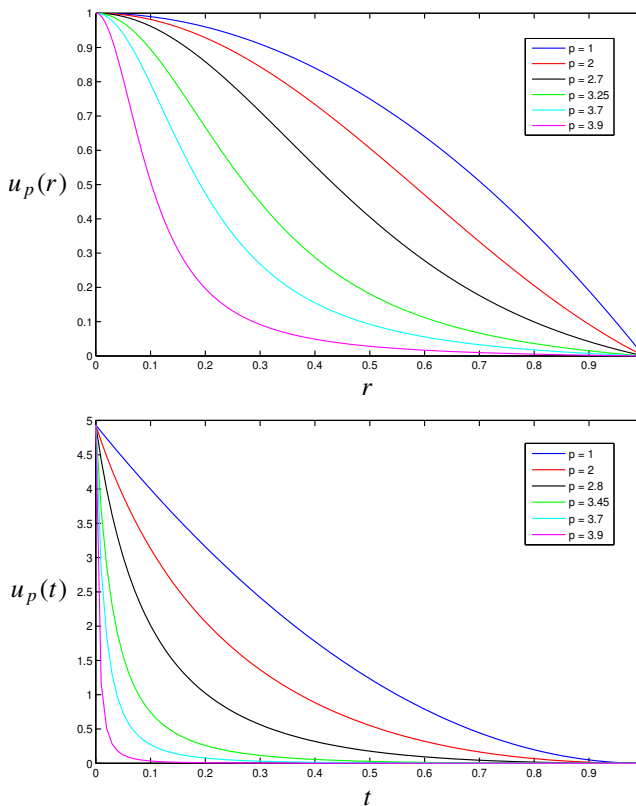 1
0.9
0.8
0.7
0.6
0.5
0.4
0.3
0.2
0.1
0
u_p(r)
p = 1
p = 2
p = 2.7
p = 3.25
p = 3.7
p = 3.9
0 0.1 0.2 0.3 0.4 0.5 0.6 0.7 0.8 0.9
r
5
4.5
4
3.5
3
2.5
2
1.5
1
0.5
0
u_p(t)
p = 1
p = 2
p = 2.8
p = 3.45
p = 3.7
p = 3.9
0 0.1 0.2 0.3 0.4 0.5 0.6 0.7 0.8 0.9
t